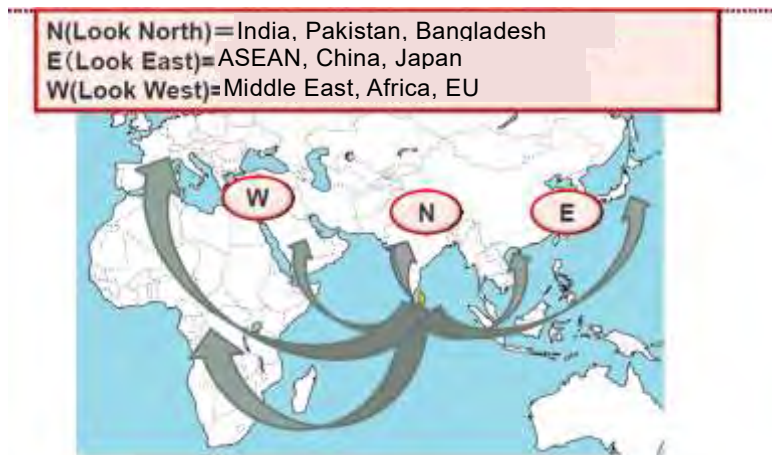 N(Look North)=India, Pakistan, Bangladesh
E(Look East)=ASEAN, China, Japan
W(Look West)=Middle East, Africa, EU
W
N
E